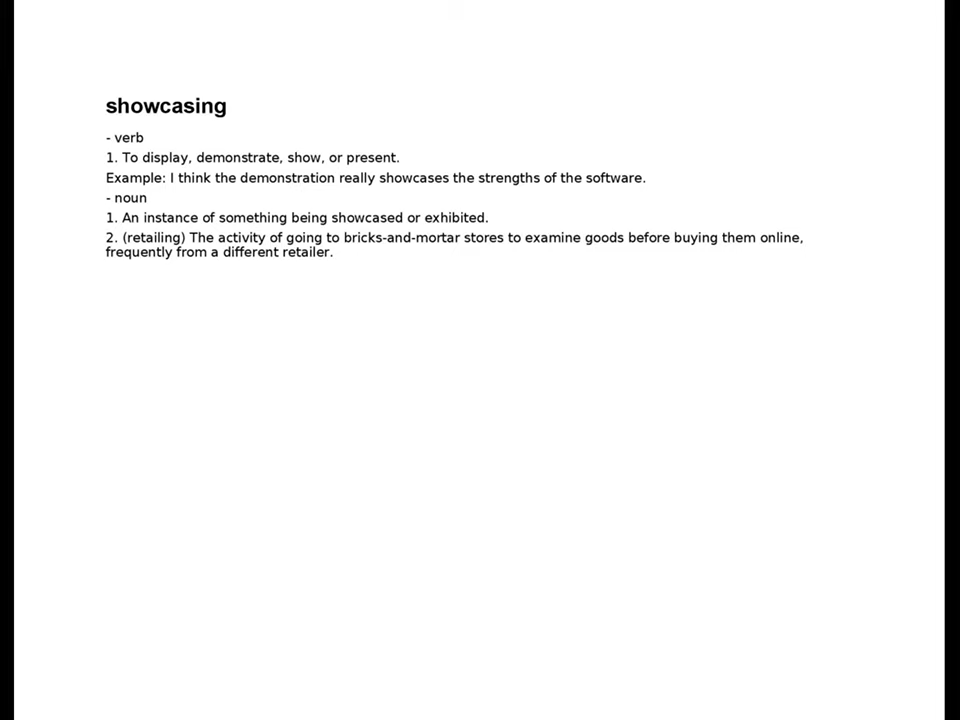 showcasing
- verb
1. To display, demonstrate, show, or present.
Example: I think the demonstration really showcases the strengths of the software.
- noun
1. An instance of something being showcased or exhibited.
2. (retailing) The activity of going to bricks-and-mortar stores to examine goods before buying them online,
frequently from a different retailer.